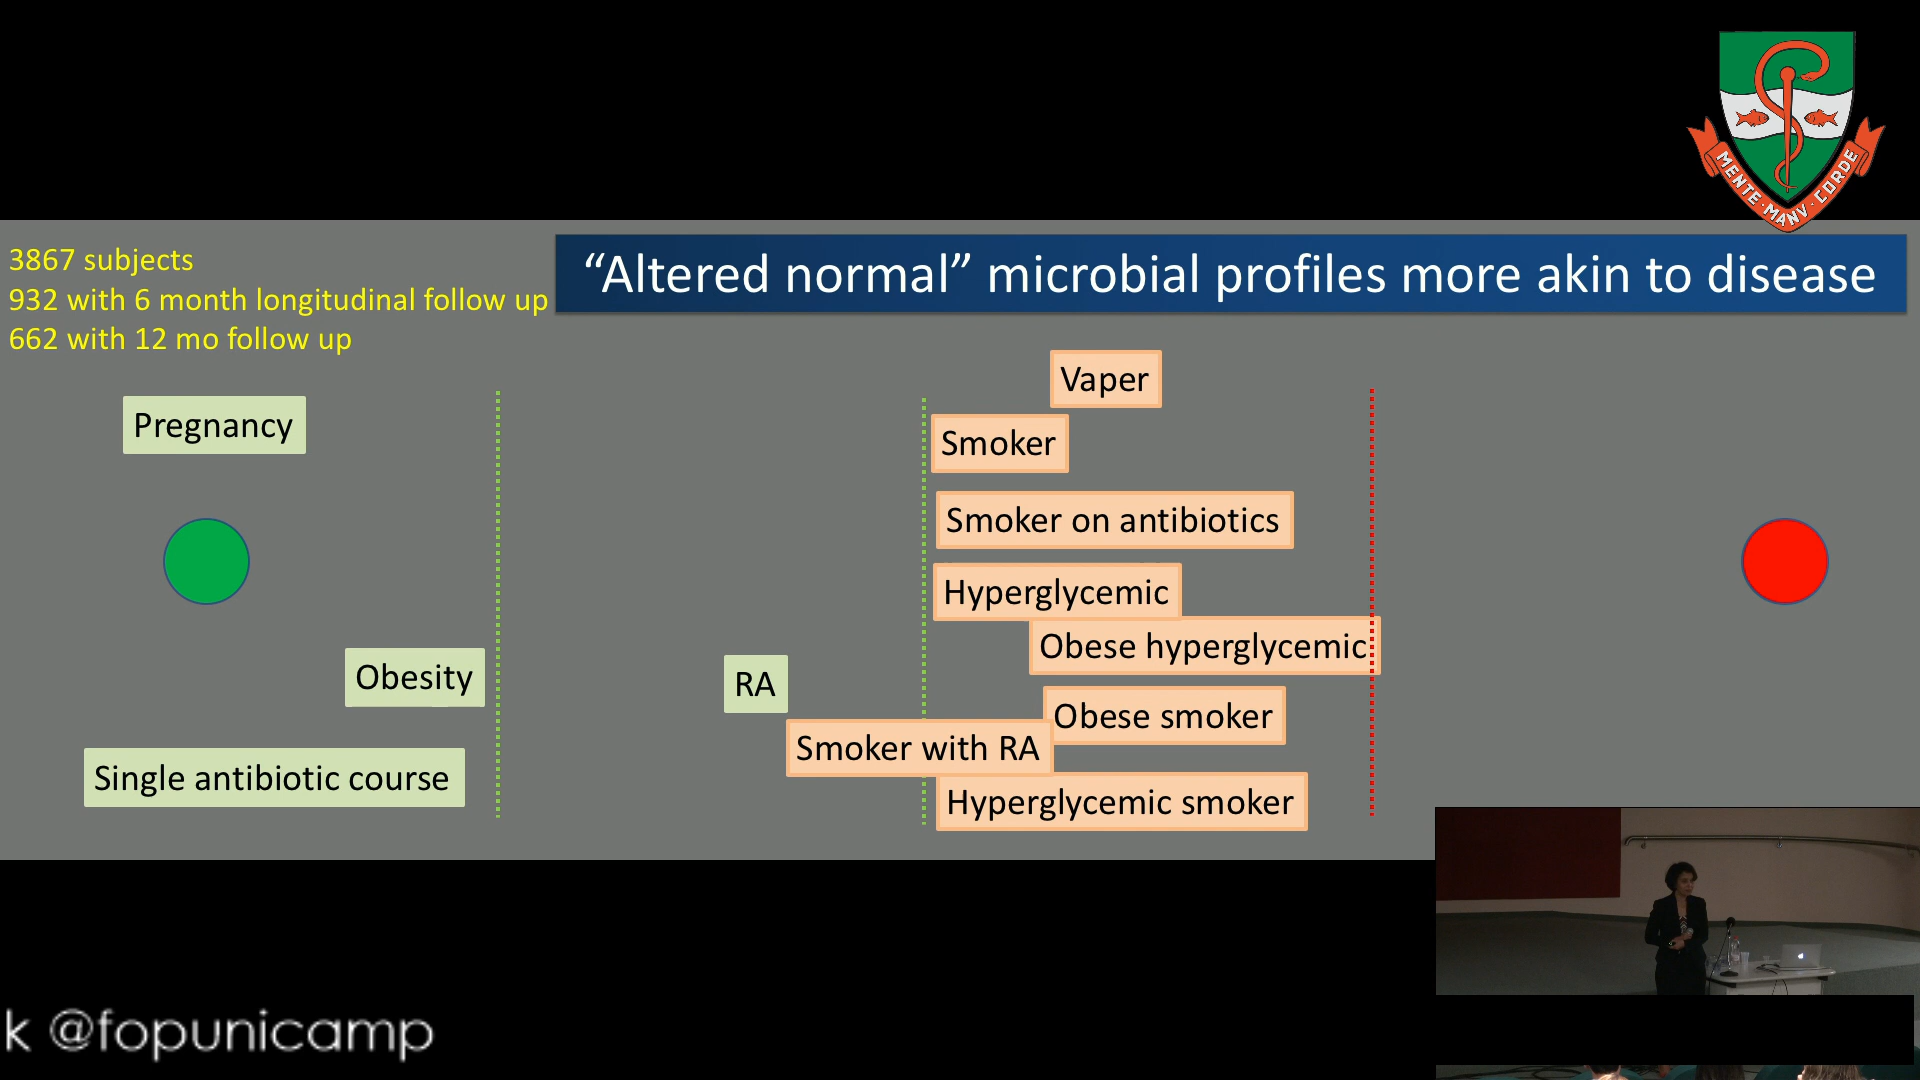 MENTE · MANV · CORDE
3867 subjects
932 with 6 month longitudinal follow up
662 with 12 mo follow up
“Altered normal” microbial profiles more akin to disease
Vaper
Pregnancy
Smoker
Smoker on antibiotics
Hyperglycemic
Obese hyperglycemic
Obesity
RA
Obese smoker
Smoker with RA
Single antibiotic course
Hyperglycemic smoker
k @fopunicamp